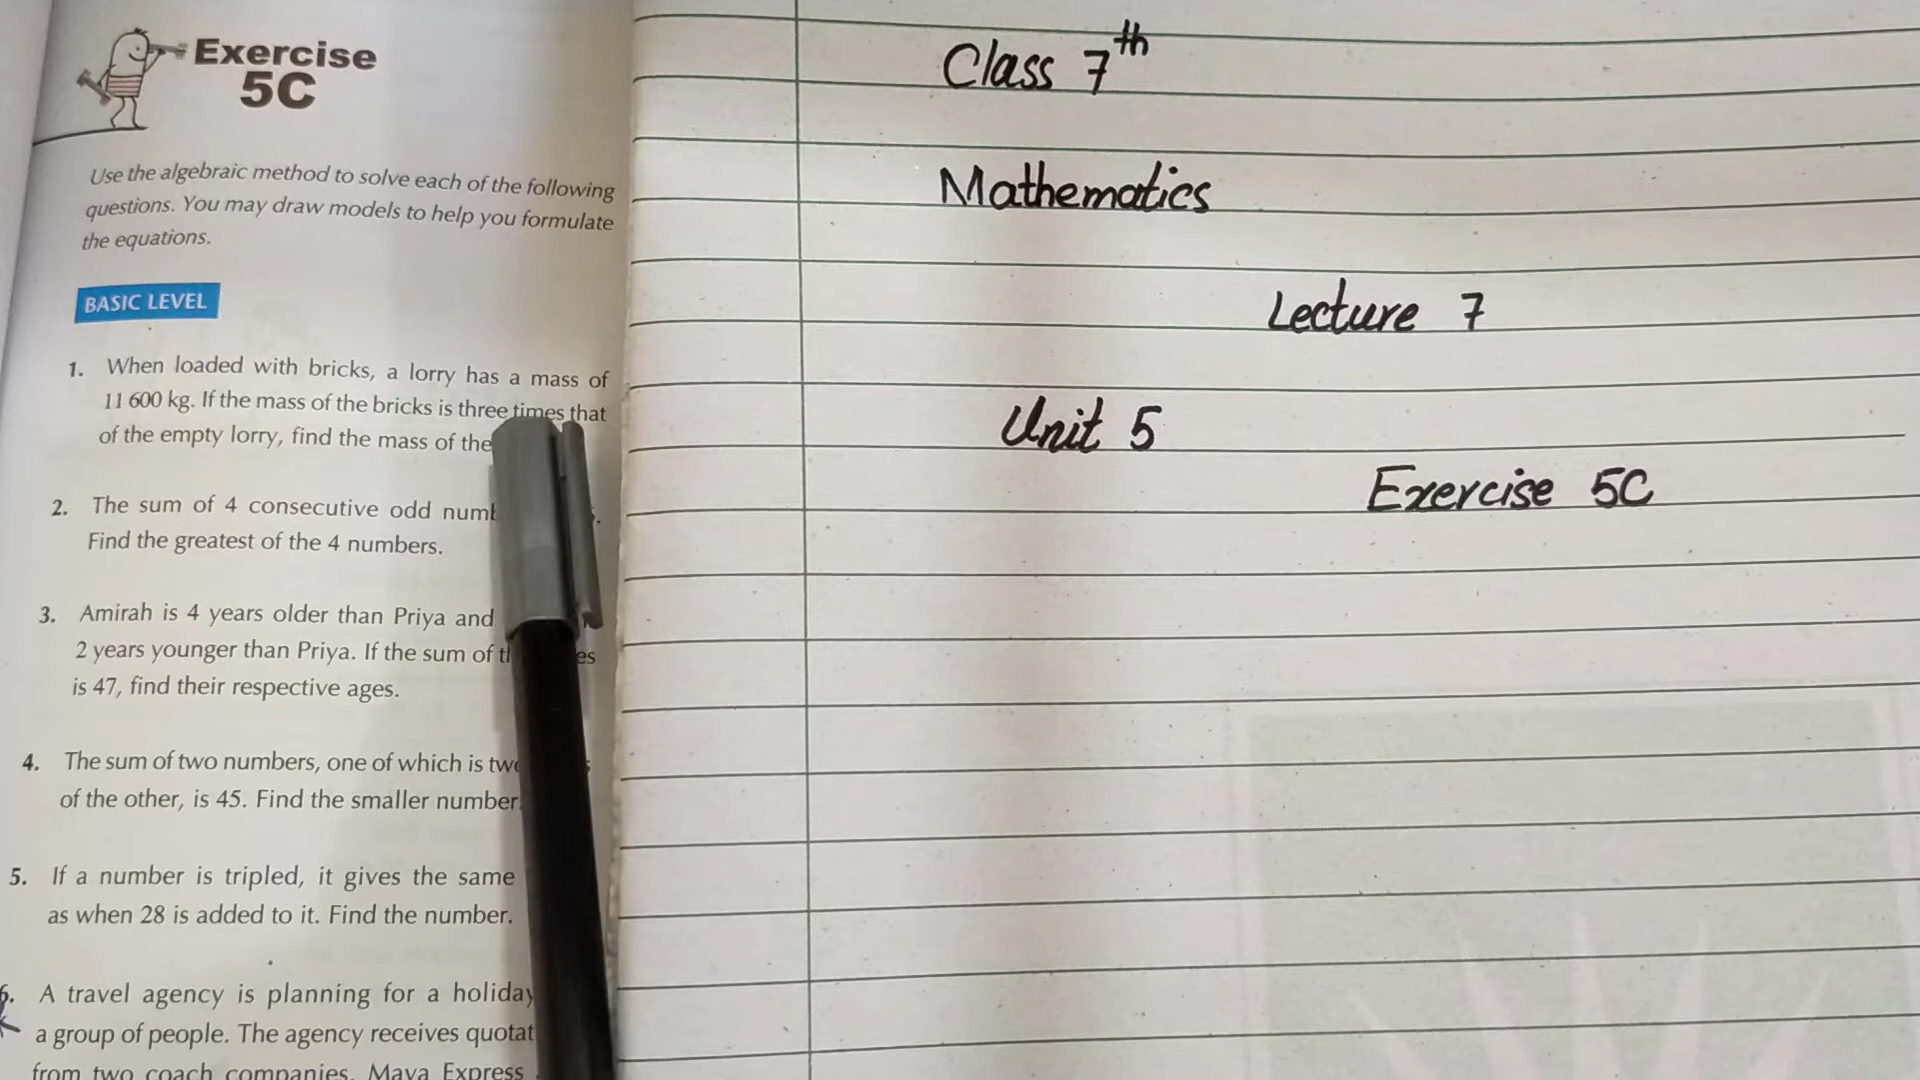 Exercise
5C
Use the algebraic method to solve each of the following
questions. You may draw models to help you formulate
the equations.
BASIC LEVEL
1. When loaded with bricks, a lorry has a mass of
11 600 kg. If the mass of the bricks is three times that
of the empty lorry, find the mass of the
2. The sum of 4 consecutive odd
Find the greatest of the 4 numbers.
3. Amirah is 4 years older than Priya and
2 years younger than Priya. If the sum of
is 47, find their respective ages.
4. The sum of two numbers, one of which is
of the other, is 45. Find the smaller number.
5. If a number is tripled, it gives the same
as when 28 is added to it. Find the number.
6. A travel agency is planning for a holiday
a group of people. The agency receives
from two coach companies. Maya Express
Class 7th
Mathematics
Lecture 7
Unit 5
Exercise 5C